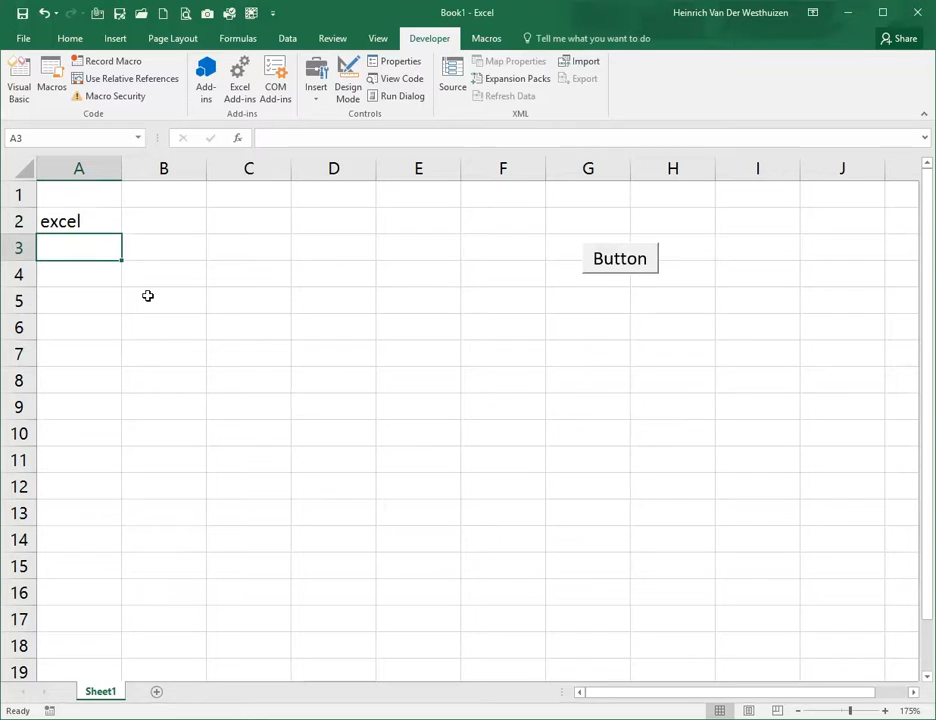 Book1 - Excel
Heinrich Van Der Westhuizen
File Home Insert Page Layout Formulas Data Review View Developer Macros Tell me what you want to do Share
Visual Basic
Macros
Record Macro
Use Relative References
Macro Security
Code
Add-ins
Excel Add-ins
COM Add-ins
Add-ins
Insert
Design Mode
Properties
View Code
Run Dialog
Controls
Source
Map Properties
Expansion Packs
Refresh Data
Import
Export
XML
A3
fx
A B C D E F G H I J
1
2 excel
3
Button
4
5
6
7
8
9
10
11
12
13
14
15
16
17
18
19
Sheet1
Ready
175%